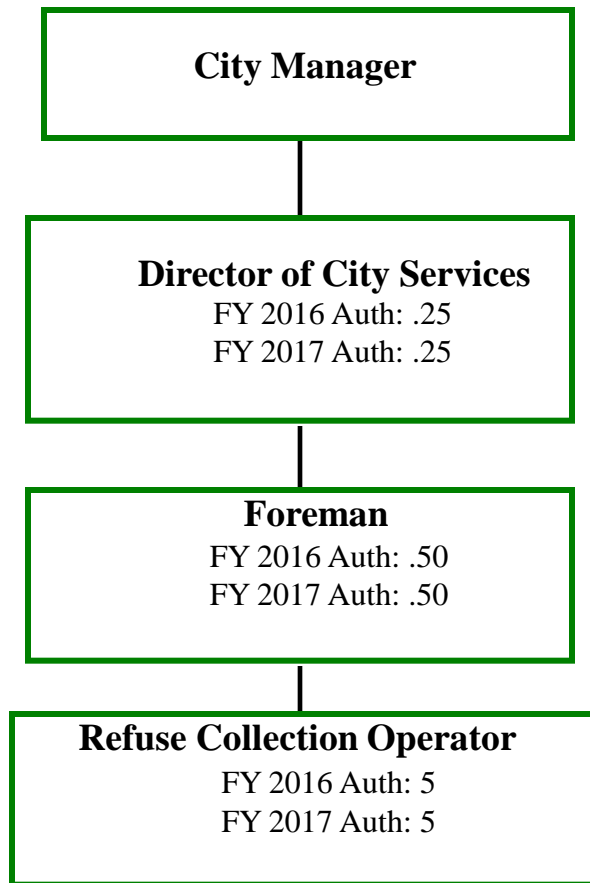 City Manager
Director of City Services
FY 2016 Auth: .25
FY 2017 Auth: .25
Foreman
FY 2016 Auth: .50
FY 2017 Auth: .50
Refuse Collection Operator
FY 2016 Auth: 5
FY 2017 Auth: 5